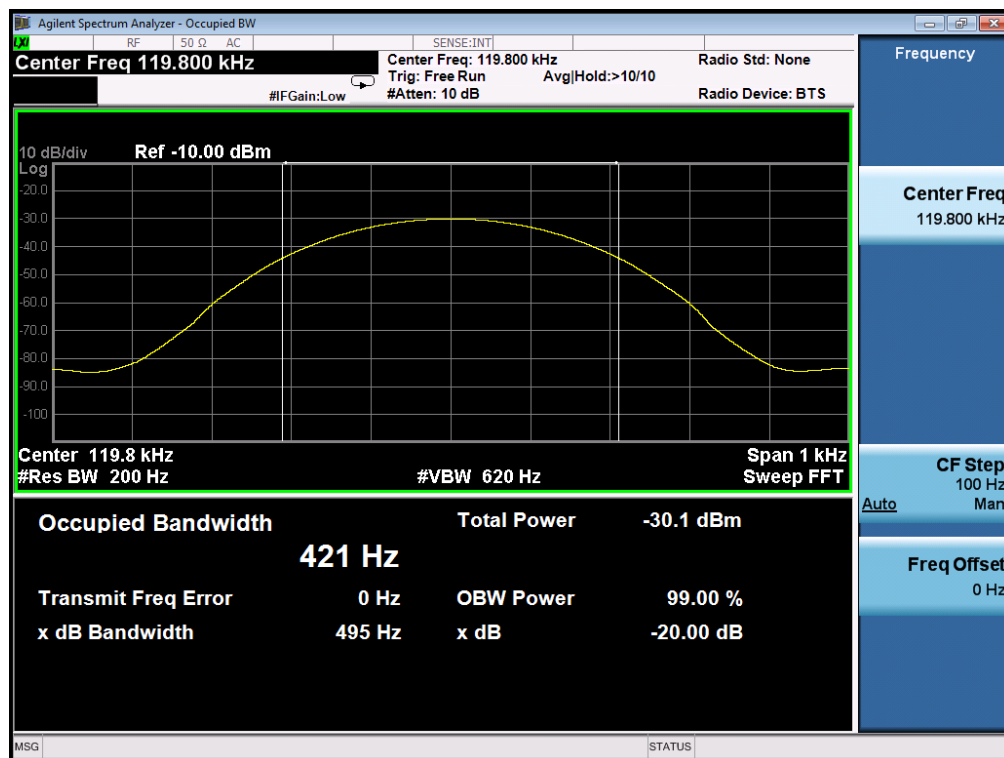 Agilent Spectrum Analyzer - Occupied BW
LXI RF 50 Ω AC SENSE:INT
Center Freq 119.800 kHz
Center Freq: 119.800 kHz Radio Std: None
Trig: Free Run Avg|Hold:>10/10
#IFGain:Low #Atten: 10 dB Radio Device: BTS
10 dB/div Ref -10.00 dBm
Log
-20.0
-30.0
-40.0
-50.0
-60.0
-70.0
-80.0
-90.0
-100
Center 119.8 kHz Span 1 kHz
#Res BW 200 Hz #VBW 620 Hz Sweep FFT
Occupied Bandwidth Total Power -30.1 dBm
421 Hz
Transmit Freq Error 0 Hz OBW Power 99.00 %
x dB Bandwidth 495 Hz x dB -20.00 dB
Frequency
Center Freq
119.800 kHz
CF Step
100 Hz
Auto Man
Freq Offset
0 Hz
MSG STATUS